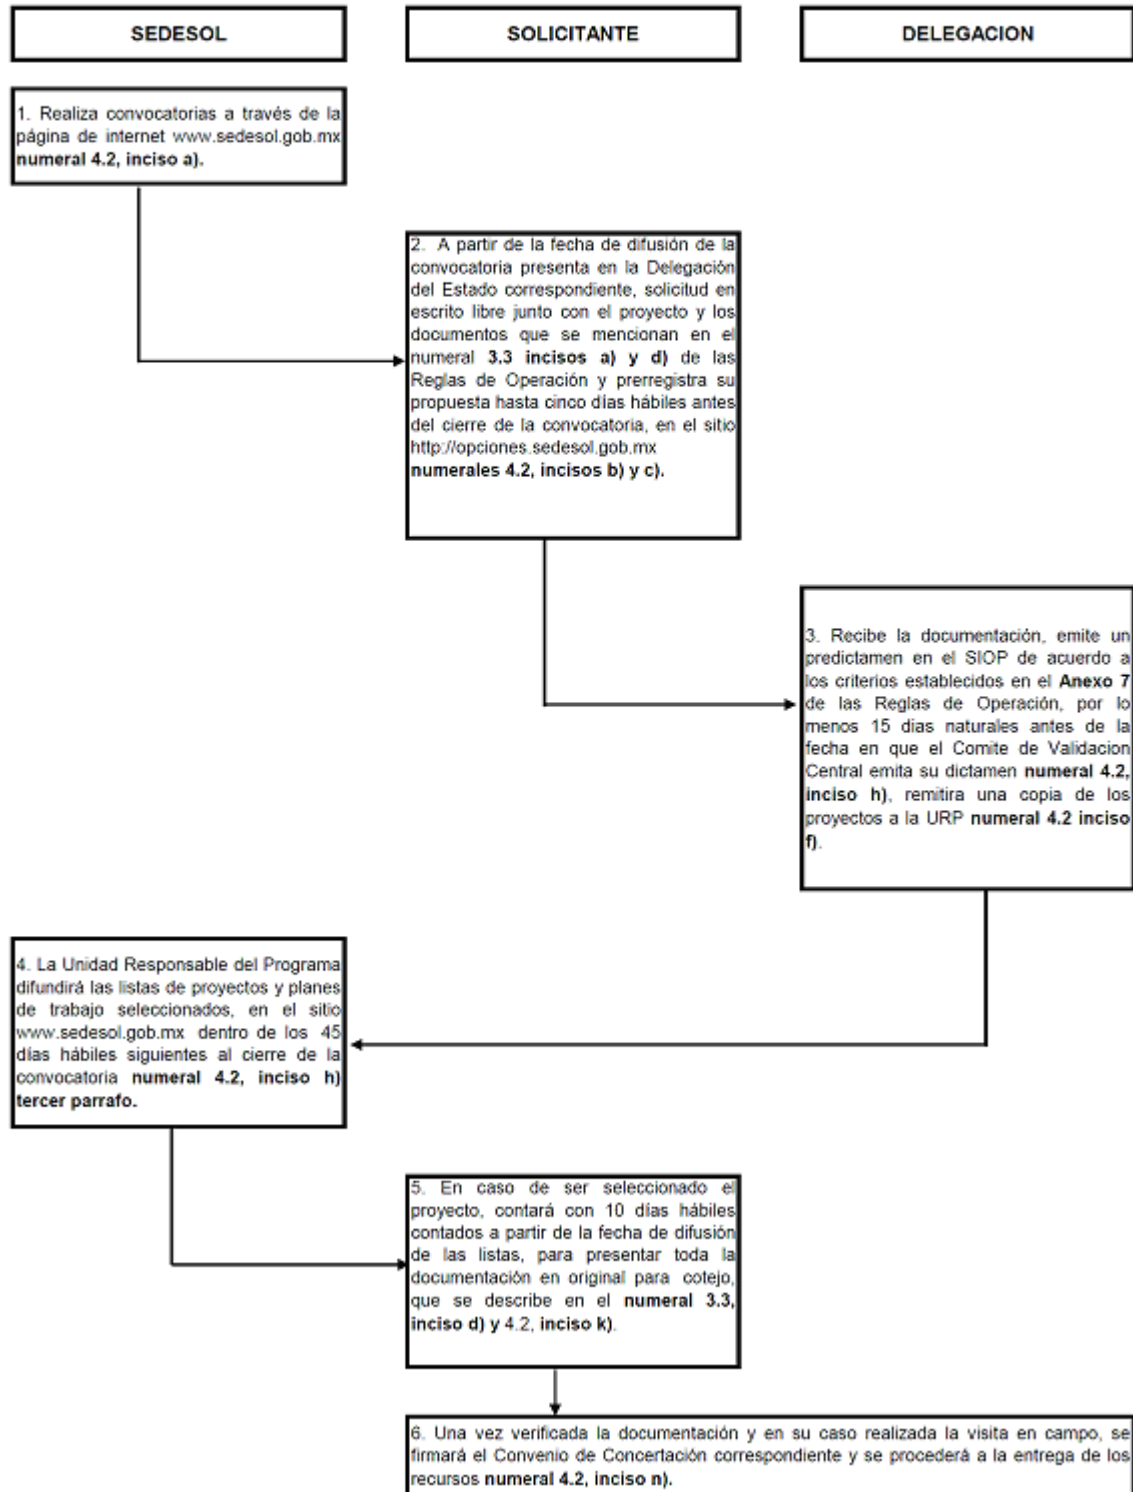 SEDESOL
SOLICITANTE
DELEGACION
1. Realiza convocatorias a través de la
página de internet www.sedesol.gob.mx
numeral 4.2, inciso a).
2. A partir de la fecha de difusión de la
convocatoria presenta en la Delegación
del Estado correspondiente, solicitud en
escrito libre junto con el proyecto y los
documentos que se mencionan en el
numeral 3.3 incisos a) y d) de las
Reglas de Operación y prerregistra su
propuesta hasta cinco días hábiles antes
del cierre de la convocatoria, en el sitio
http://opciones.sedesol.gob.mx
numerales 4.2, incisos b) y c).
3. Recibe la documentación, emite un
predictamen en el SIOP de acuerdo a
los criterios establecidos en el Anexo 7
de las Reglas de Operación, por lo
menos 15 dias naturales antes de la
fecha en que el Comite de Validacion
Central emita su dictamen numeral 4.2,
inciso h), remitira una copia de los
proyectos a la URP numeral 4.2 inciso
f).
4. La Unidad Responsable del Programa
difundirá las listas de proyectos y planes
de trabajo seleccionados, en el sitio
www.sedesol.gob.mx dentro de los 45
días hábiles siguientes al cierre de la
convocatoria numeral 4.2, inciso h)
tercer parrafo.
5. En caso de ser seleccionado el
proyecto, contará con 10 días hábiles
contados a partir de la fecha de difusión
de las listas, para presentar toda la
documentación en original para cotejo,
que se describe en el numeral 3.3,
inciso d) y 4.2, inciso k).
6. Una vez verificada la documentación y en su caso realizada la visita en campo, se
firmará el Convenio de Concertación correspondiente y se procederá a la entrega de los
recursos numeral 4.2, inciso n).